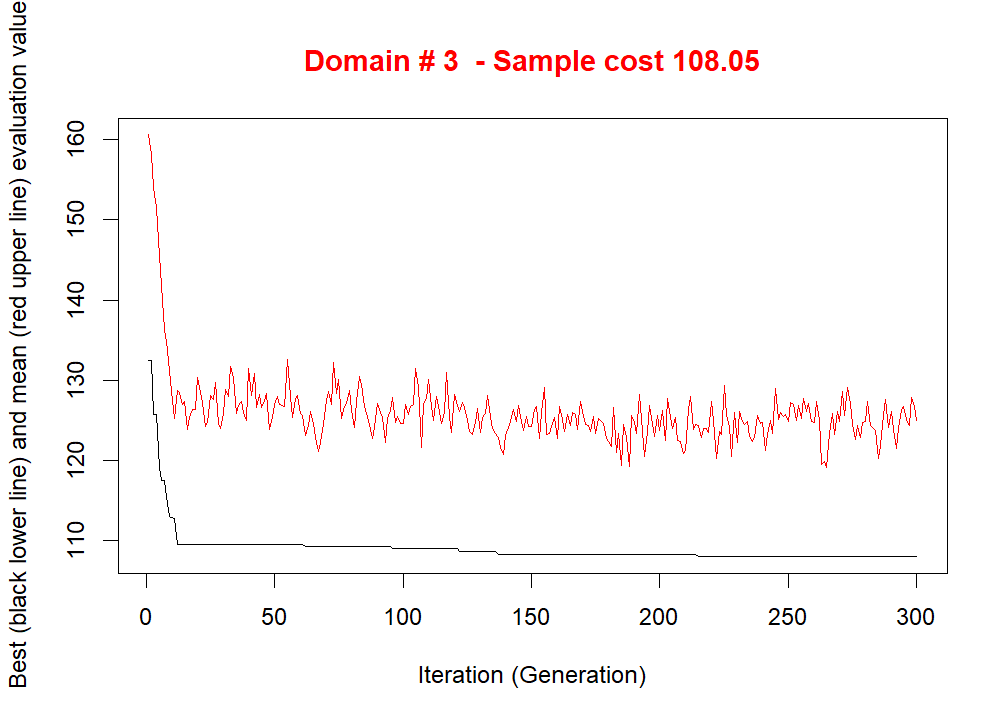 Domain # 3  - Sample cost 108.05
Best (black lower line) and mean (red upper line) evaluation value
160
150
140
130
120
110
0 50 100 150 200 250 300
Iteration (Generation)